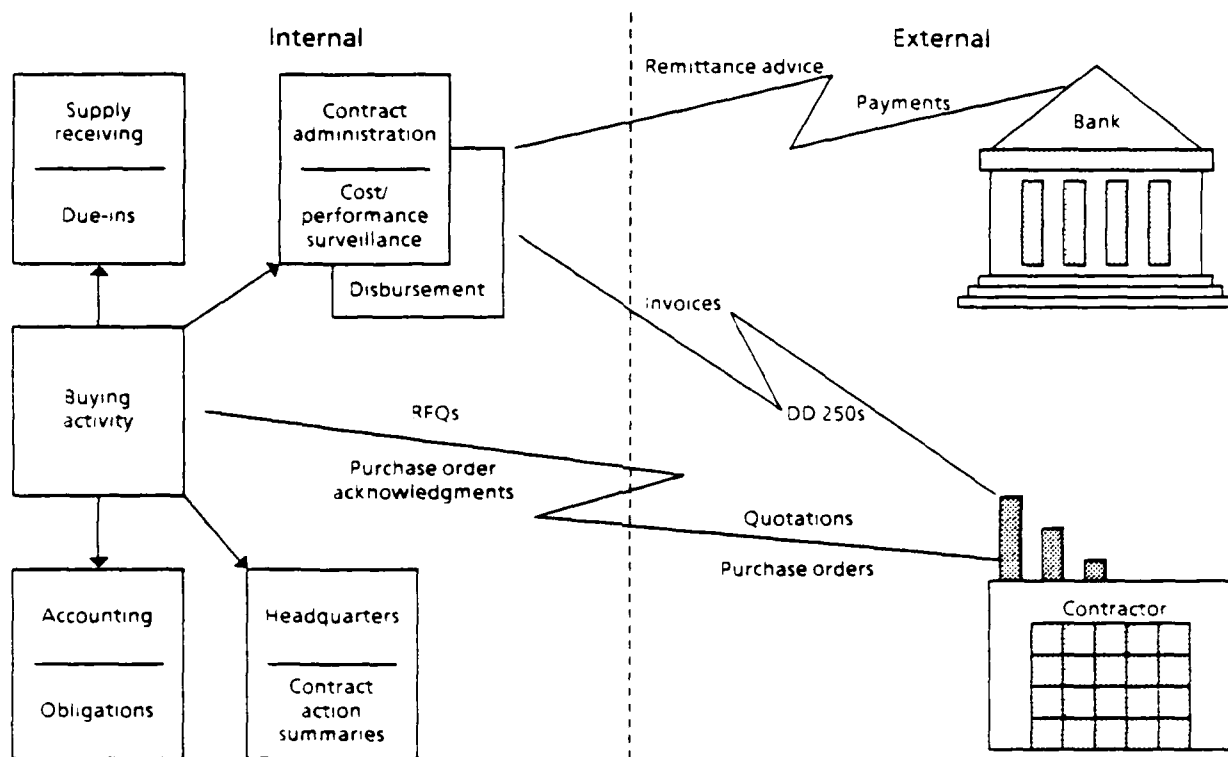 Internal
External
Supply
receiving
Due-ins
Contract
administration
Cost/
performance
surveillance
Disbursement
Remittance advice
Payments
Bank
Invoices
DD 250s
Buying
activity
RFQs
Purchase order
acknowledgments
Quotations
Purchase orders
Accounting
Obligations
Headquarters
Contract
action
summaries
Contractor